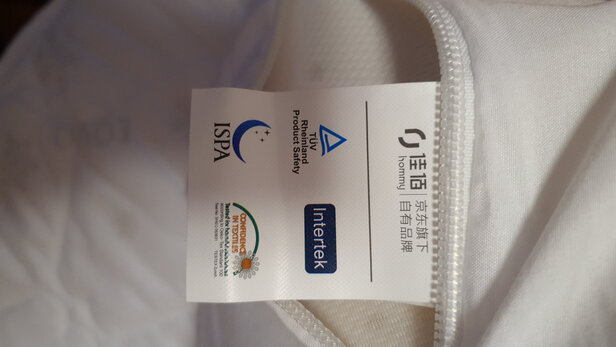 佳佰
hommy
京东旗下
自有品牌
TÜV
Rheinland
Product Safety
Intertek
ISPA
CONFIDENCE
IN TEXTILES